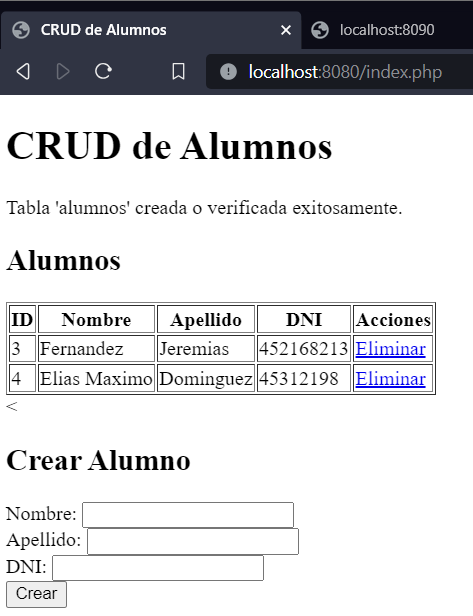 CRUD de Alumnos
localhost:8090
localhost:8080/index.php
CRUD de Alumnos
Tabla 'alumnos' creada o verificada exitosamente.
Alumnos
ID Nombre Apellido DNI Acciones
3 Fernandez Jeremias 452168213 Eliminar
4 Elias Maximo Dominguez 45312198 Eliminar
<
Crear Alumno
Nombre:
Apellido:
DNI:
Crear